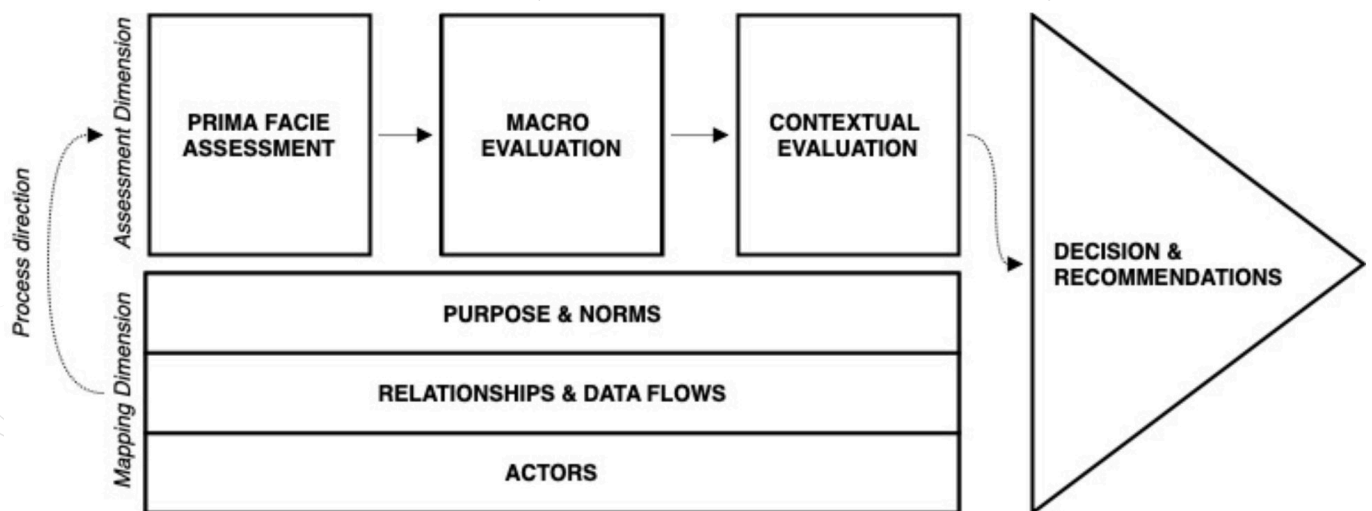 Process direction
Assessment Dimension
PRIMA FACIE
ASSESSMENT
MACRO
EVALUATION
CONTEXTUAL
EVALUATION
DECISION &
RECOMMENDATIONS
Mapping Dimension
PURPOSE & NORMS
RELATIONSHIPS & DATA FLOWS
ACTORS